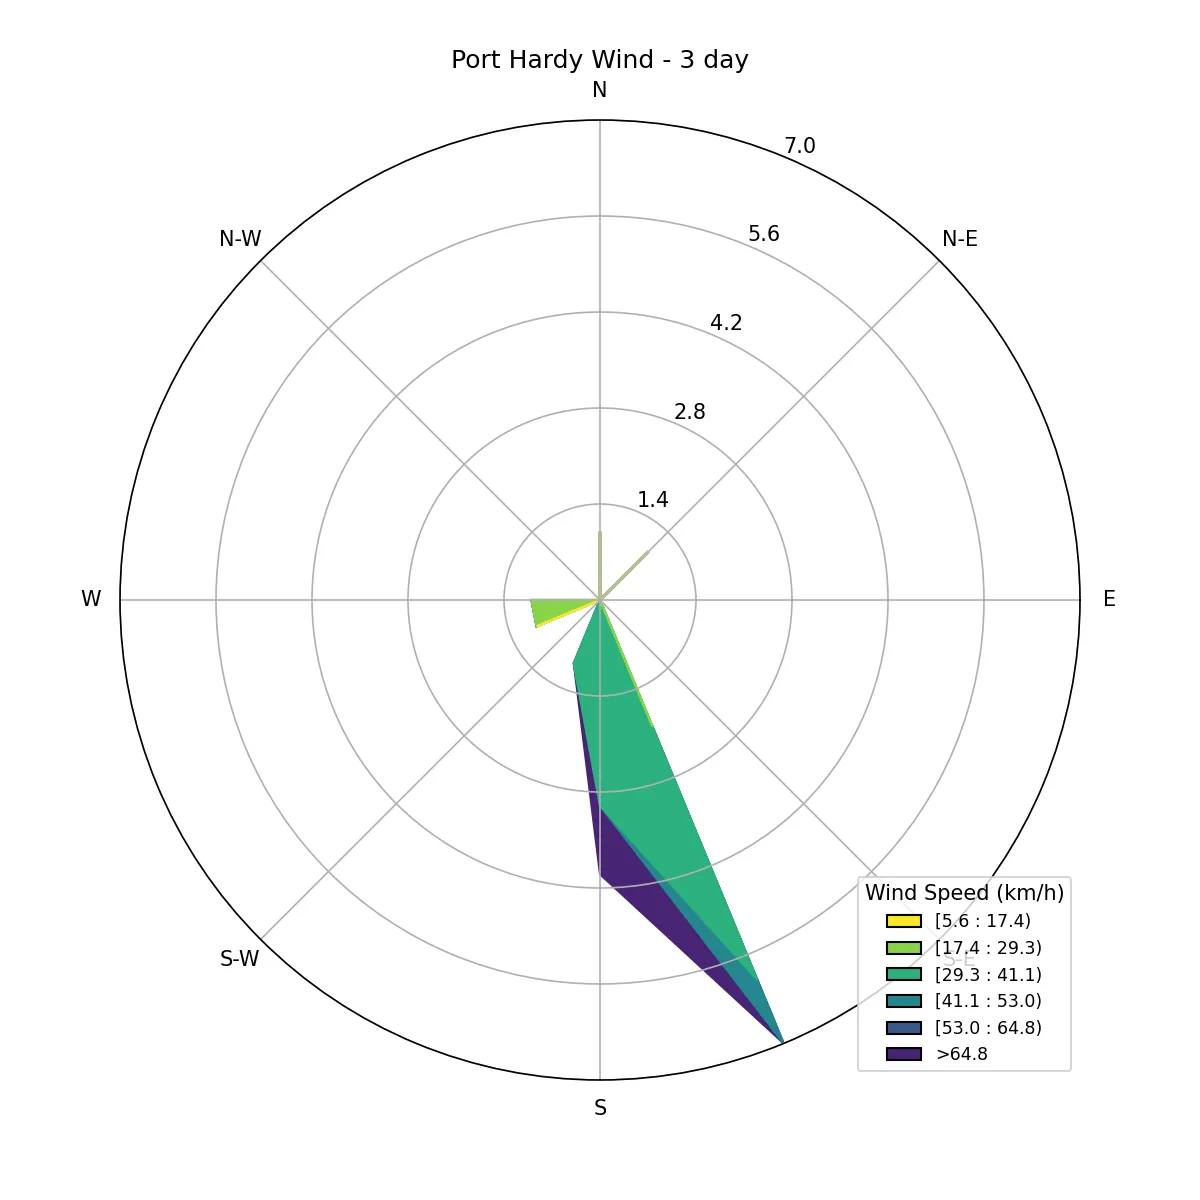 Port Hardy Wind - 3 day
N
7.0
N-W
5.6
N-E
4.2
2.8
1.4
W
E
Wind Speed (km/h)
[5.6 : 17.4)
[17.4 : 29.3)
S-W
S-E
[29.3 : 41.1)
[41.1 : 53.0)
[53.0 : 64.8)
>64.8
S